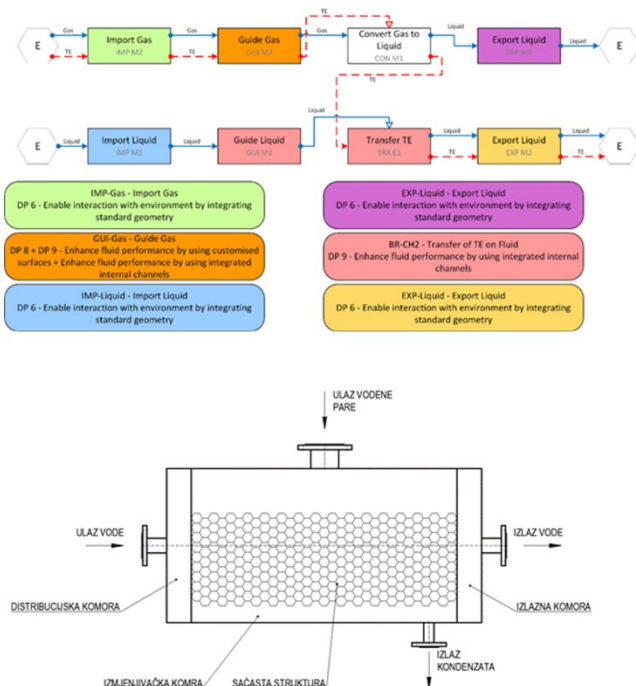 Gas
TE
Gas
TE
Liquid
Liquid
E
Import Gas
IMP M2
Guide Gas
GUI M2
Convert Gas to
Liquid
CON M1
Export Liquid
E
TE
TE
TE
Liquid
Liquid
Liquid
Liquid
Liquid
E
Import Liquid
IMP M1
Guide Liquid
GUI M1
Transfer TE
TRA E1
Export Liquid
EXP M2
E
TE
TE
IMP-Gas - Import Gas
DP 6 - Enable interaction with environment by integrating
standard geometry
EXP-Liquid - Export Liquid
DP 6 - Enable interaction with environment by integrating
standard geometry
GUI-Gas - Guide Gas
DP 8 + DP 9 - Enhance fluid performance by using customised
surfaces + Enhance fluid performance by using integrated
internal channels
BR-CH2 - Transfer of TE on Fluid
DP 9 - Enhance fluid performance by using integrated internal
channels
IMP-Liquid - Import Liquid
DP 6 - Enable interaction with environment by integrating
standard geometry
EXP-Liquid - Export Liquid
DP 6 - Enable interaction with environment by integrating
standard geometry
ULAZ VODENE
PARE
ULAZ VODE
IZLAZ VODE
DISTRIBUCIJSKA KOMORA
IZLAZNA KOMORA
IZLAZ
KONDENZATA
IZMJENJIVAČKA KOMRA
SAĆASTA STRUKTURA